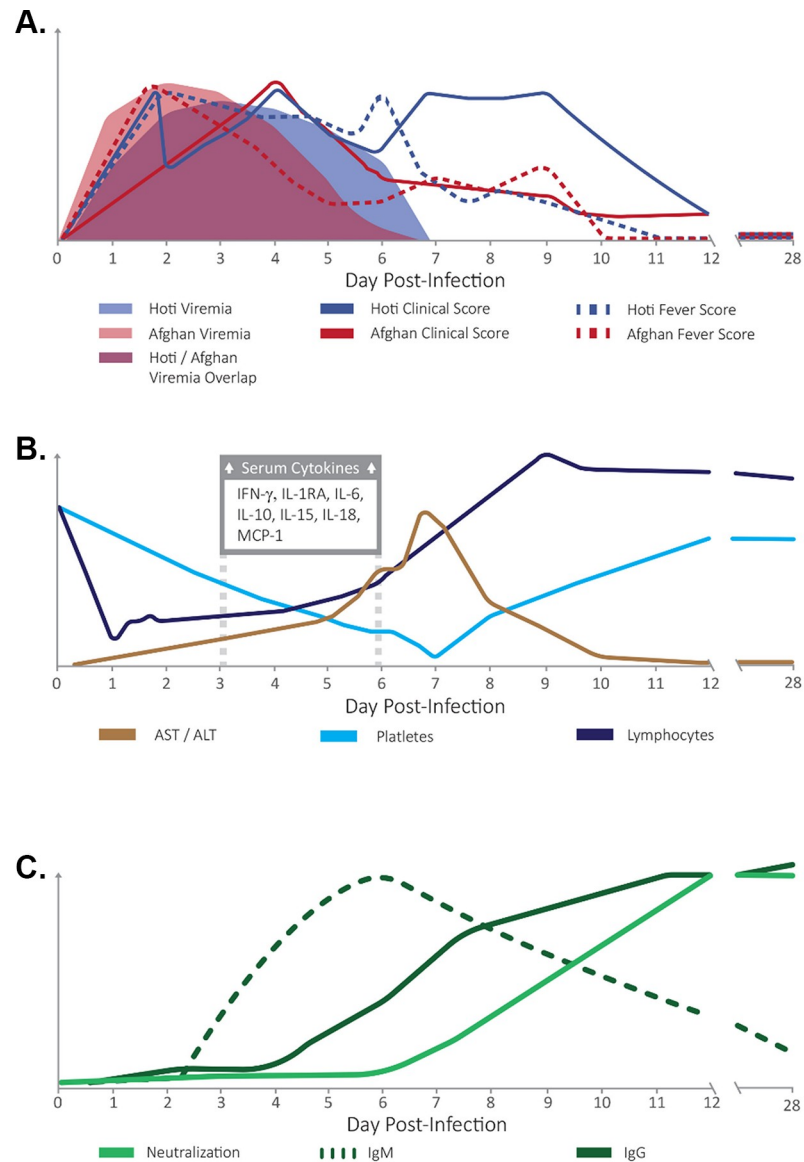 A.
0 1 2 3 4 5 6 7 8 9 10 11 12 28
Day Post-Infection
Hoti Viremia
Hoti Clinical Score
Hoti Fever Score
Afghan Viremia
Afghan Clinical Score
Afghan Fever Score
Hoti / Afghan
Viremia Overlap
B.
Serum Cytokines
IFN-γ, IL-1RA, IL-6,
IL-10, IL-15, IL-18,
MCP-1
0 1 2 3 4 5 6 7 8 9 10 11 12 28
Day Post-Infection
AST / ALT
Platletes
Lymphocytes
C.
0 1 2 3 4 5 6 7 8 9 10 11 12 28
Day Post-Infection
Neutralization
IgM
IgG